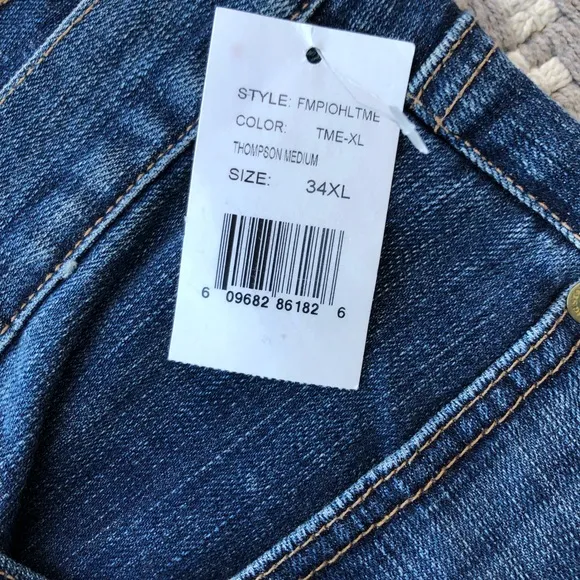 STYLE: FMPIOHLTME
COLOR: TME-XL
THOMPSON MEDIUM
SIZE: 34XL
6 09682 86182 6